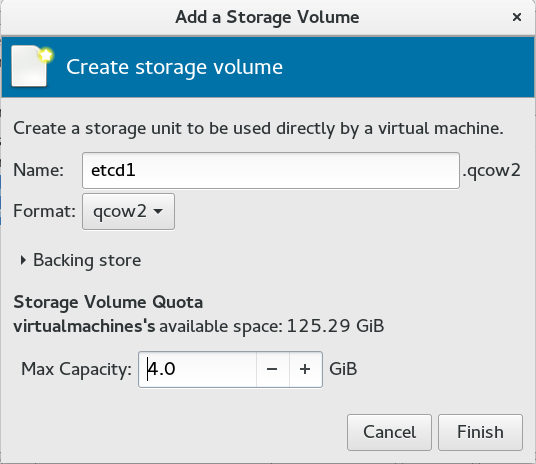 Add a Storage Volume ×
Create storage volume
Create a storage unit to be used directly by a virtual machine.
Name: etcd1 .qcow2
Format: qcow2
Backing store
Storage Volume Quota
virtualmachines's available space: 125.29 GiB
Max Capacity: 4.0 − + GiB
Cancel Finish